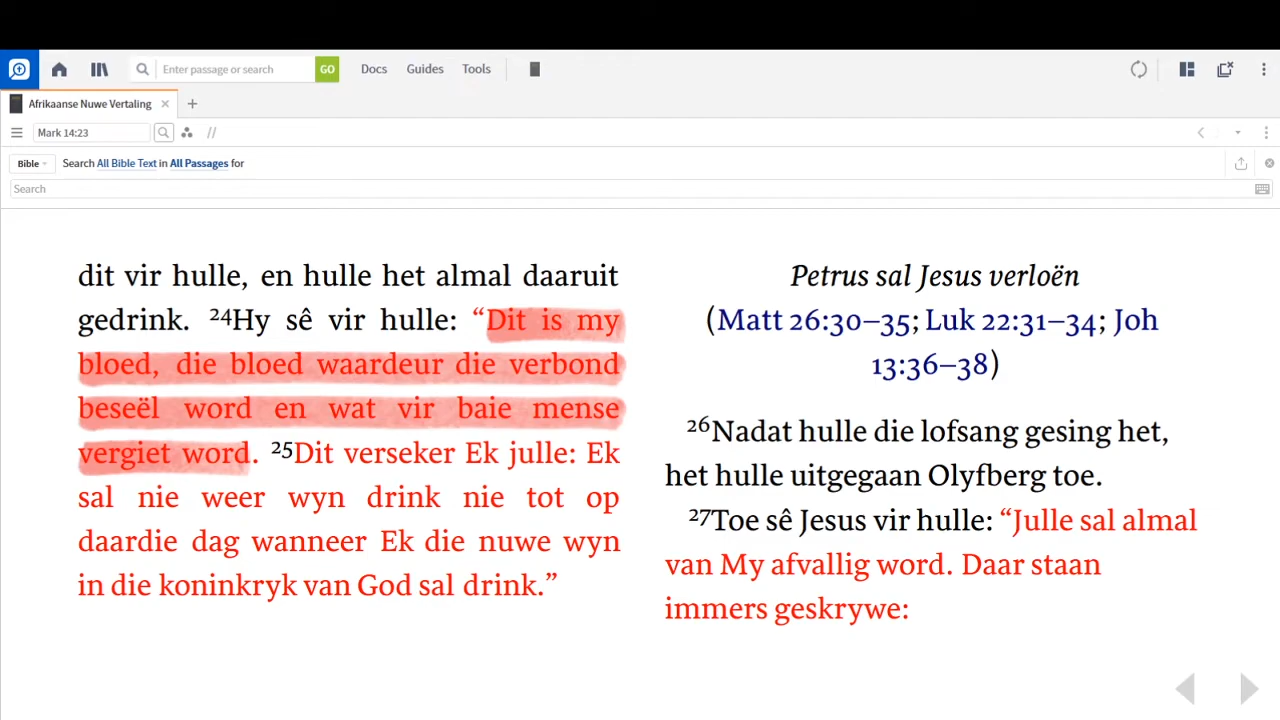 Enter passage or search GO Docs Guides Tools
Afrikaanse Nuwe Vertaling
Mark 14:23 //
Bible Search All Bible Text in All Passages for
Search
dit vir hulle, en hulle het almal daaruit
gedrink. ²⁴Hy sê vir hulle: “Dit is my
bloed, die bloed waardeur die verbond
beseël word en wat vir baie mense
vergiet word. ²⁵Dit verseker Ek julle: Ek
sal nie weer wyn drink nie tot op
daardie dag wanneer Ek die nuwe wyn
in die koninkryk van God sal drink.”
Petrus sal Jesus verloën
(Matt 26:30–35; Luk 22:31–34; Joh
13:36–38)
²⁶Nadat hulle die lofsang gesing het,
het hulle uitgegaan Olyfberg toe.
²⁷Toe sê Jesus vir hulle: “Julle sal almal
van My afvallig word. Daar staan
immers geskrywe: